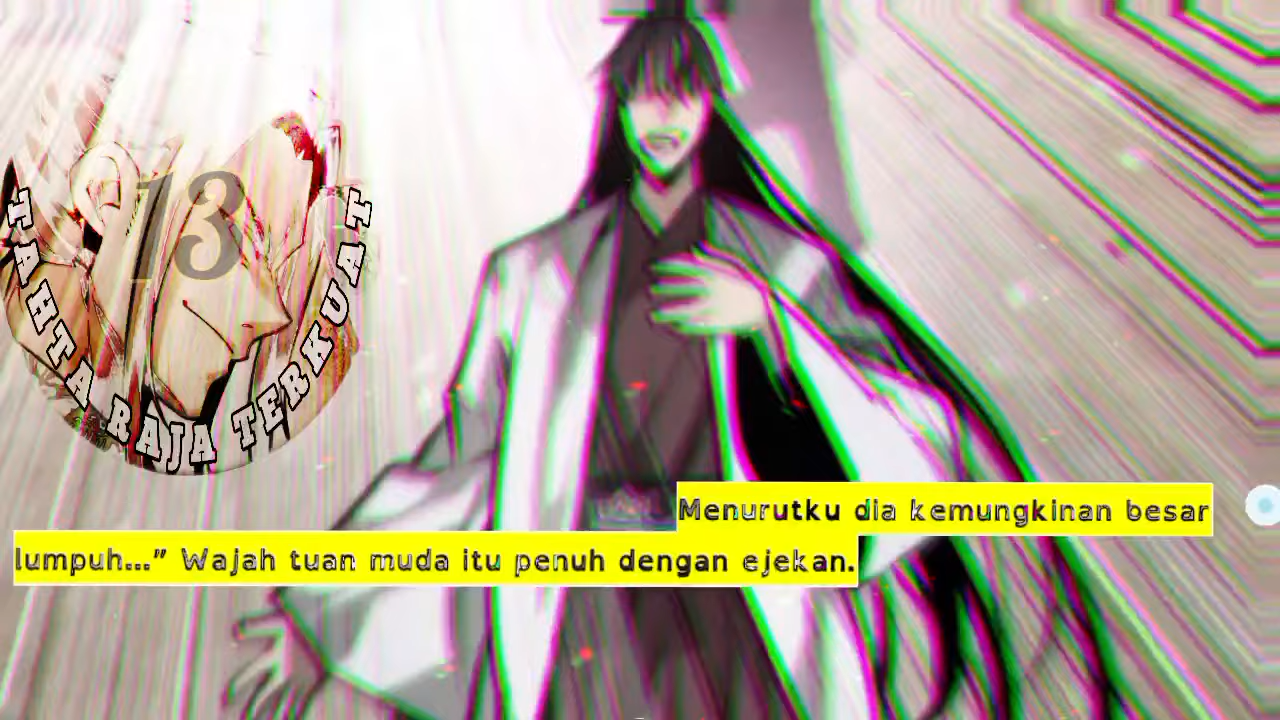 13
TAHTA RAJA TERKUAT
Menurutku dia kemungkinan besar
lumpuh...” Wajah tuan muda itu penuh dengan ejekan.